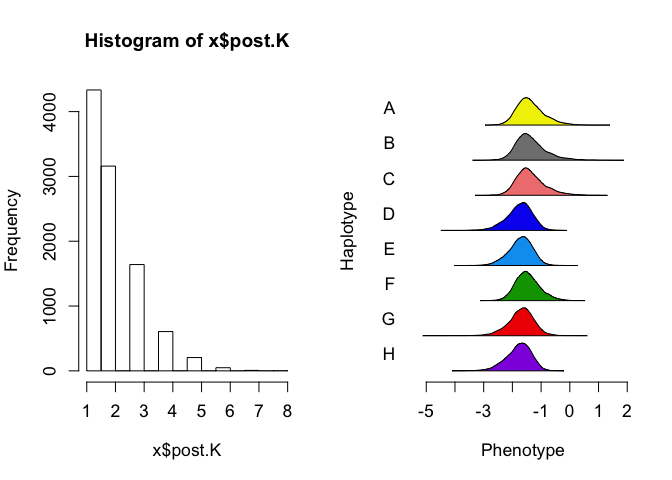 Histogram of x$post.K
Frequency
0
1000
2000
3000
4000
1 2 3 4 5 6 7 8
x$post.K
Haplotype
A
B
C
D
E
F
G
H
-5 -3 -1 0 1 2
Phenotype